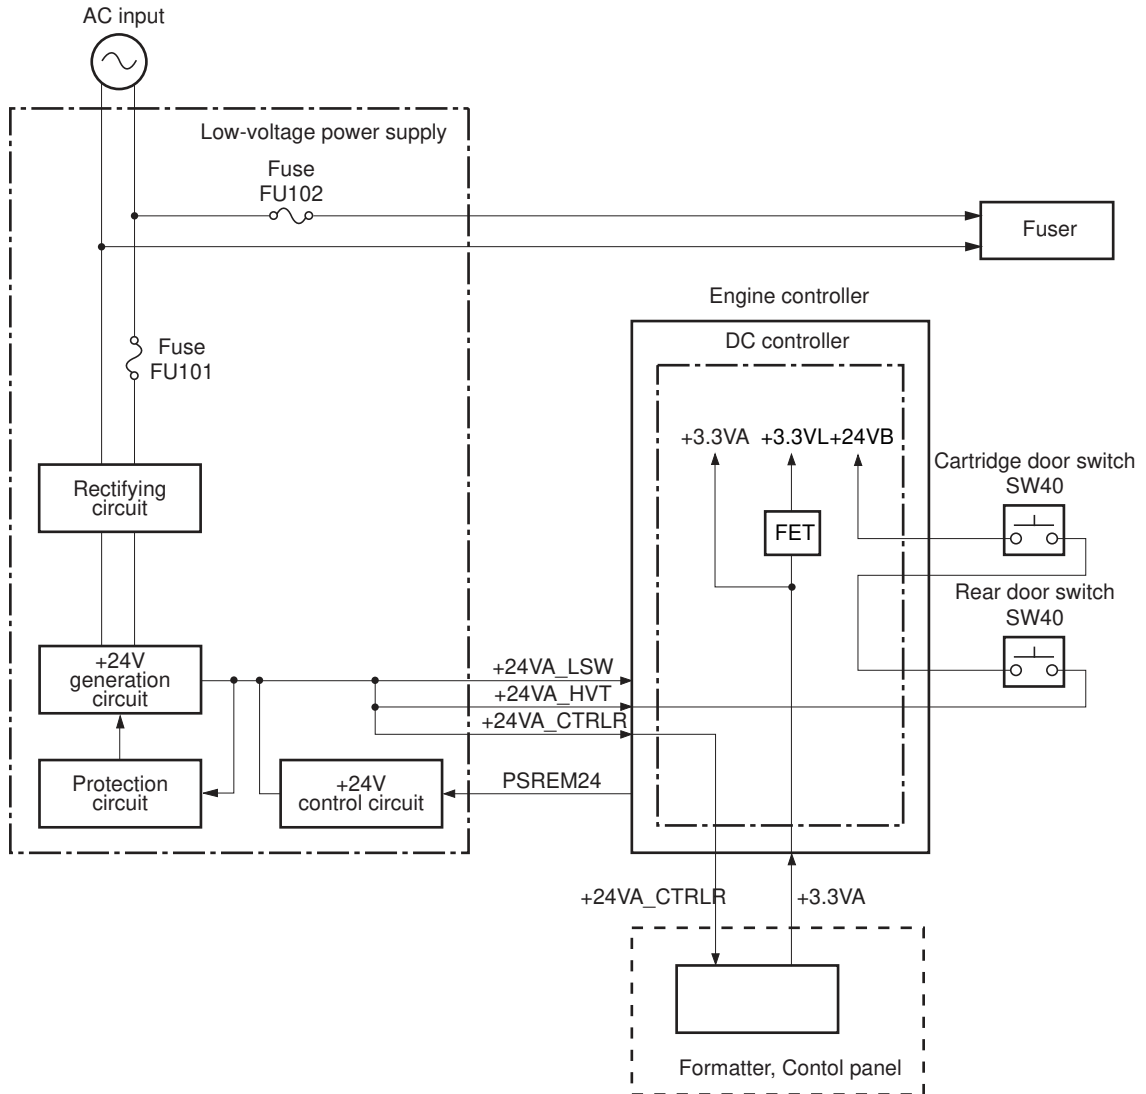 AC input
Low-voltage power supply
Fuse
FU102
Fuser
Engine controller
DC controller
Fuse
FU101
+3.3VA
+3.3VL
+24VB
Cartridge door switch
SW40
Rectifying
circuit
FET
Rear door switch
SW40
+24V
generation
circuit
+24VA_LSW
+24VA_HVT
+24VA_CTRLR
Protection
circuit
+24V
control circuit
PSREM24
+24VA_CTRLR
+3.3VA
Formatter, Contol panel